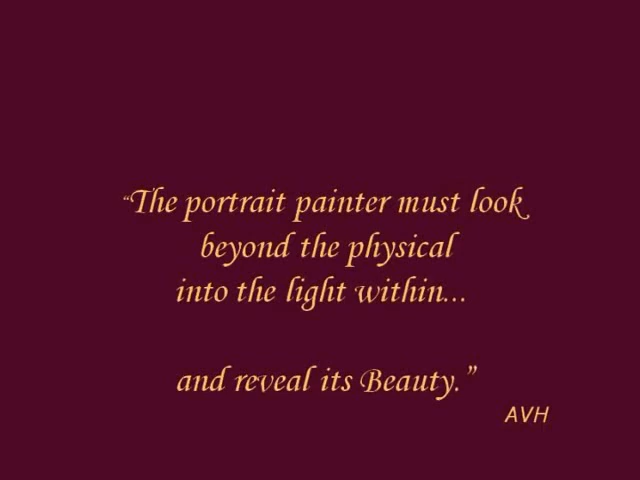 “The portrait painter must look
beyond the physical
into the light within...
and reveal its Beauty.”
AVH